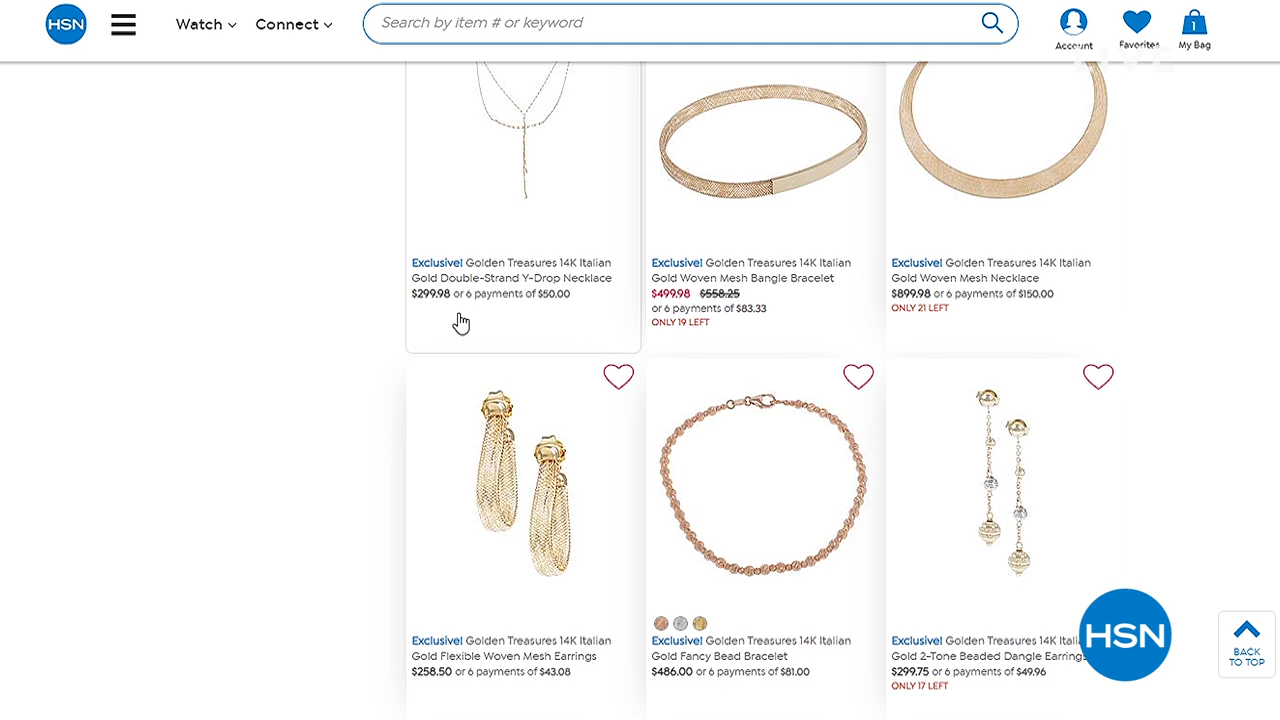 HSN
Watch
Connect
Search by item # or keyword
Account
Favorites
1
My Bag
LIVE
Exclusive! Golden Treasures 14K Italian
Gold Double-Strand Y-Drop Necklace
$299.98 or 6 payments of $50.00
Exclusive! Golden Treasures 14K Italian
Gold Woven Mesh Bangle Bracelet
$499.98 $558.25
or 6 payments of $83.33
ONLY 19 LEFT
Exclusive! Golden Treasures 14K Italian
Gold Woven Mesh Necklace
$899.98 or 6 payments of $150.00
ONLY 21 LEFT
Exclusive! Golden Treasures 14K Italian
Gold Flexible Woven Mesh Earrings
$258.50 or 6 payments of $43.08
Exclusive! Golden Treasures 14K Italian
Gold Fancy Bead Bracelet
$486.00 or 6 payments of $81.00
Exclusive! Golden Treasures 14K
Gold 2-Tone Beaded Dangle Earrings
$299.75 or 6 payments of $49.96
ONLY 17 LEFT
HSN
BACK
TO TOP